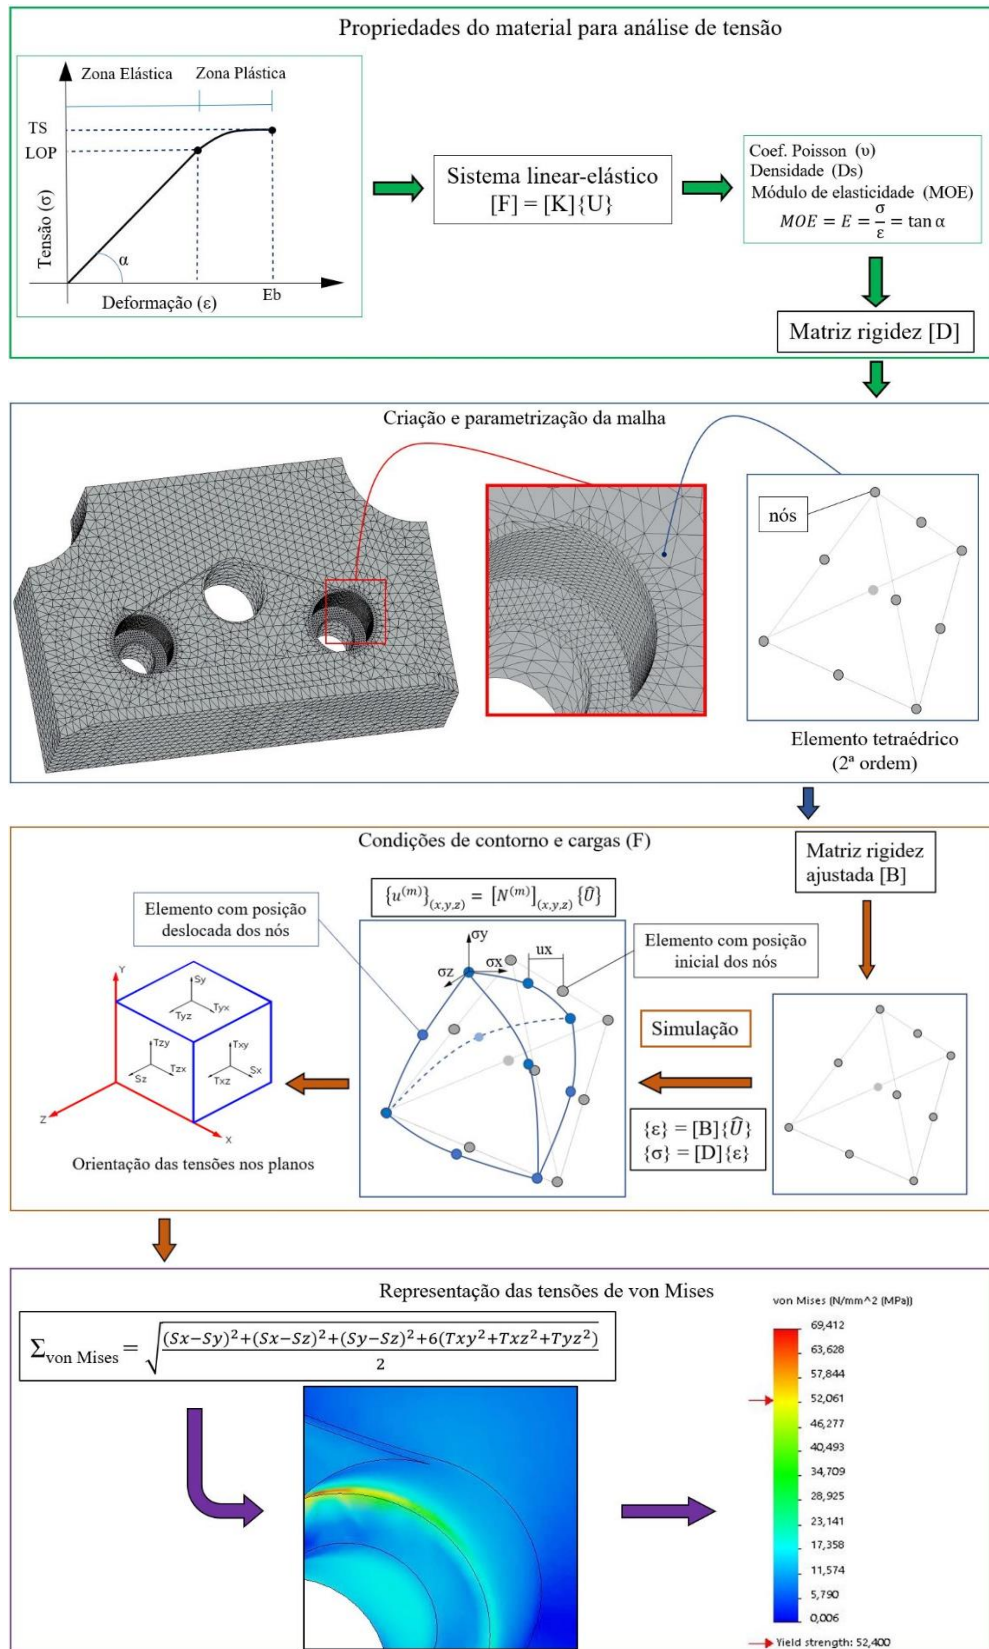 Propriedades do material para análise de tensão
Zona Elástica
Zona Plástica
TS
LOP
Tensão (σ)
α
Deformação (ε)
Eb
Sistema linear-elástico
[F] = [K]{U}
Coef. Poisson (υ)
Densidade (Ds)
Módulo de elasticidade (MOE)
MOE = E = σ/ε = tan α
Matriz rigidez [D]
Criação e parametrização da malha
nós
Elemento tetraédrico
(2ª ordem)
Condições de contorno e cargas (F)
Matriz rigidez
ajustada [B]
{u^(m)}_(x,y,z) = [N^(m)]_(x,y,z) {Û}
Elemento com posição
deslocada dos nós
Elemento com posição
inicial dos nós
σy
σx
σz
ux
Simulação
{ε} = [B]{Û}
{σ} = [D]{ε}
Y
Sy
Tyz
Tyx
Tzy
Sz
Tzx
Txy
Txz
Sx
Z
X
Orientação das tensões nos planos
Representação das tensões de von Mises
Σ von Mises = √((Sx−Sy)²+(Sx−Sz)²+(Sy−Sz)²+6(Txy²+Txz²+Tyz²)/2)
von Mises (N/mm^2 (MPa))
69,412
63,628
57,844
52,061
46,277
40,493
34,709
28,925
23,141
17,358
11,574
5,790
0,006
Yield strength: 52,400